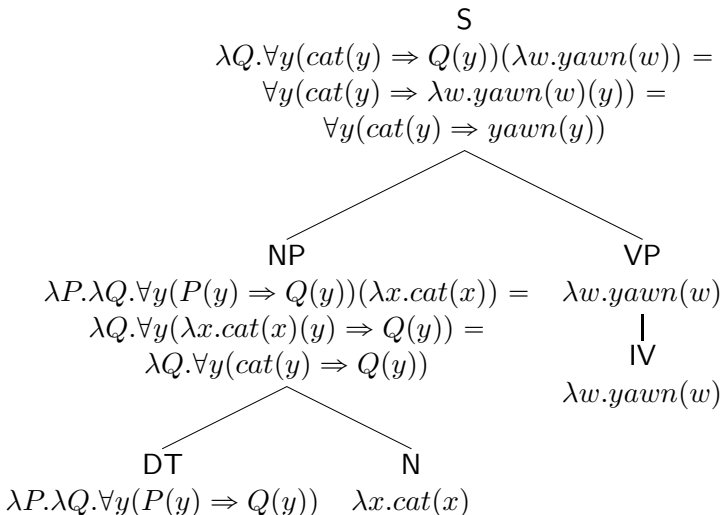 S
λQ.∀y(cat(y) ⇒ Q(y))(λw.yawn(w)) =
∀y(cat(y) ⇒ λw.yawn(w)(y)) =
∀y(cat(y) ⇒ yawn(y))
NP
λP.λQ.∀y(P(y) ⇒ Q(y))(λx.cat(x)) =
λQ.∀y(λx.cat(x)(y) ⇒ Q(y)) =
λQ.∀y(cat(y) ⇒ Q(y))
VP
λw.yawn(w)
IV
λw.yawn(w)
DT
λP.λQ.∀y(P(y) ⇒ Q(y))
N
λx.cat(x)